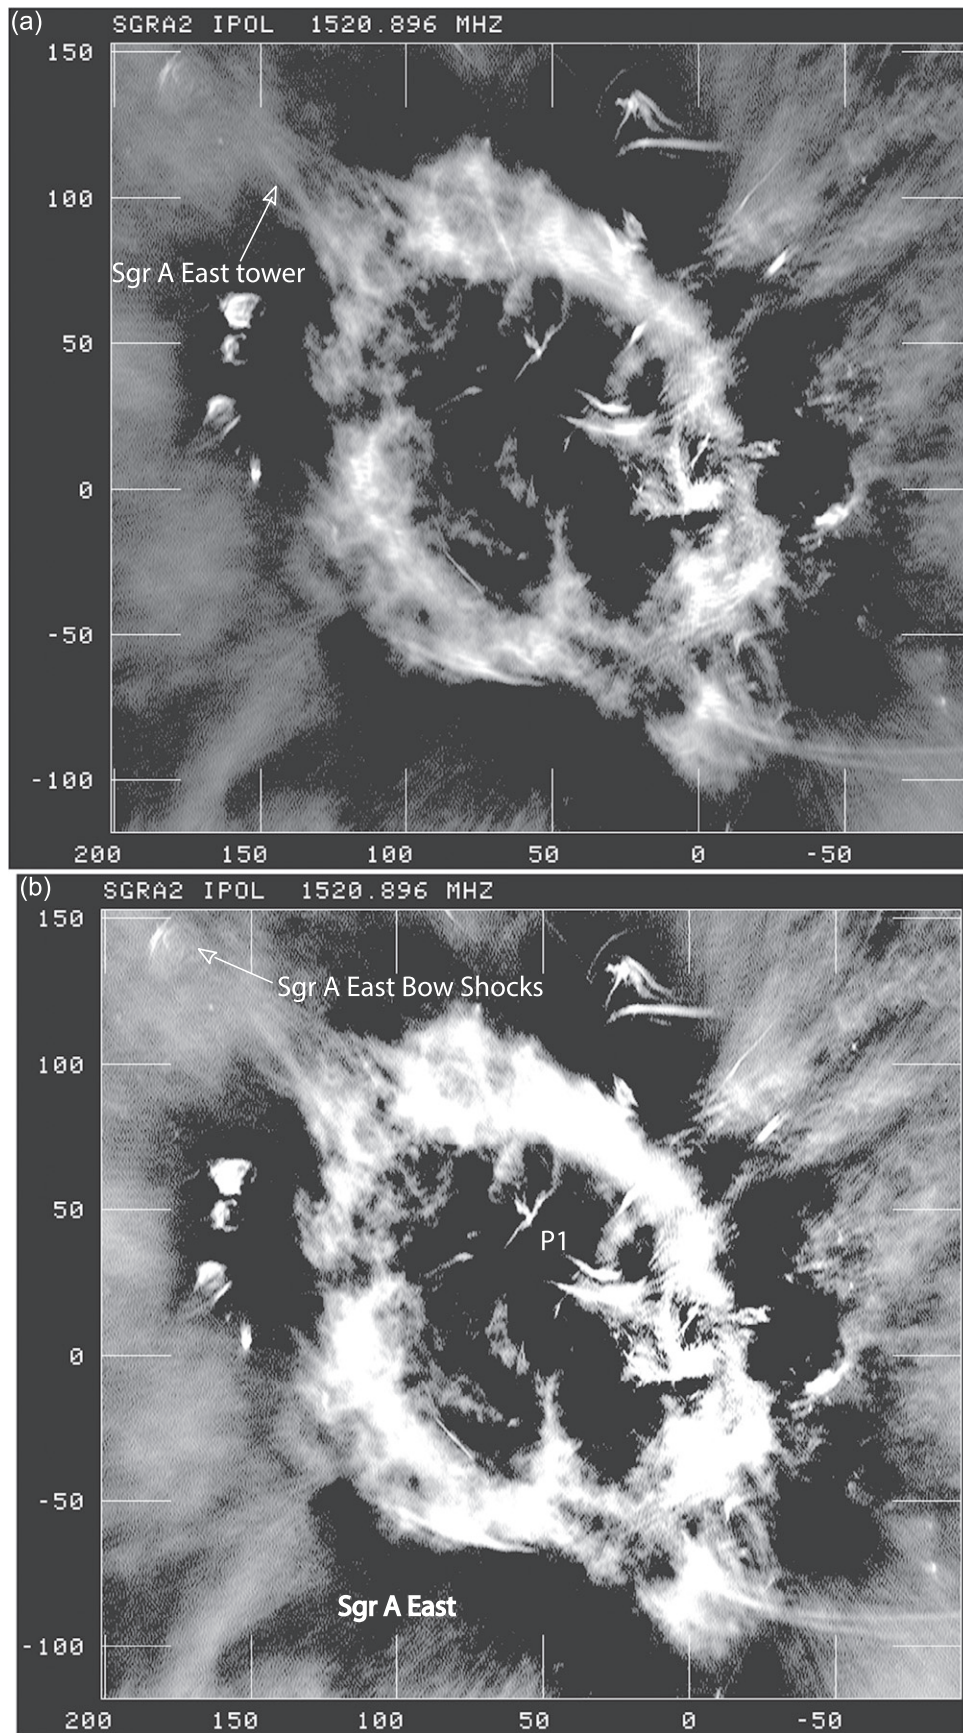 (a) SGRA2 IPOL 1520.896 MHZ
150
100
Sgr A East tower
50
0
-50
-100
200 150 100 50 0 -50
(b) SGRA2 IPOL 1520.896 MHZ
150
Sgr A East Bow Shocks
100
50
P1
0
-50
Sgr A East
-100
200 150 100 50 0 -50